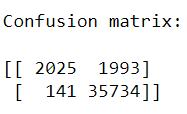 Confusion matrix:
[[ 2025  1993]
 [  141 35734]]